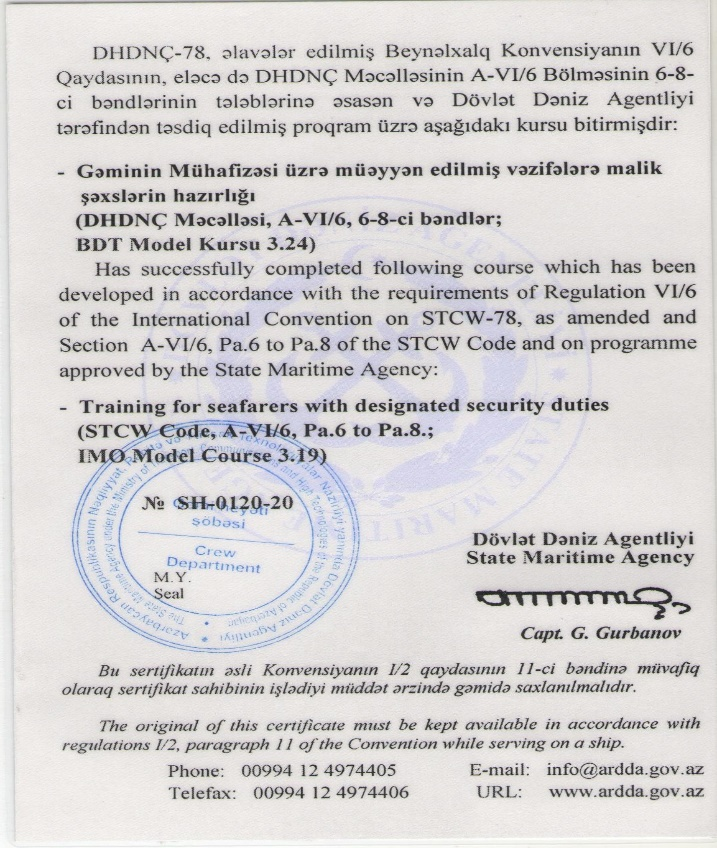 DHDNÇ-78, əlavələr edilmiş Beynəlxalq Konvensiyanın VI/6
Qaydasının, eləcə də DHDNÇ Məcəlləsinin A-VI/6 Bölməsinin 6-8-
ci bəndlərinin tələblərinə əsasən və Dövlət Dəniz Agentliyi
tərəfindən təsdiq edilmiş proqram üzrə aşağıdakı kursu bitirmişdir:
- Gəminin Mühafizəsi üzrə müəyyən edilmiş vəzifələrə malik
şəxslərin hazırlığı
(DHDNÇ Məcəlləsi, A-VI/6, 6-8-ci bəndlər;
BDT Model Kursu 3.24)
Has successfully completed following course which has been
developed in accordance with the requirements of Regulation VI/6
of the International Convention on STCW-78, as amended and
Section A-VI/6, Pa.6 to Pa.8 of the STCW Code and on programme
approved by the State Maritime Agency:
- Training for seafarers with designated security duties
(STCW Code, A-VI/6, Pa.6 to Pa.8.;
IMO Model Course 3.19)
№ SH-0120-20
şöbəsi
Crew
Department
M.Y.
Seal
Dövlət Dəniz Agentliyi
State Maritime Agency
Capt. G. Gurbanov
Bu sertifikatın əsli Konvensiyanın I/2 qaydasının 11-ci bəndinə müvafiq
olaraq sertifikat sahibinin işlədiyi müddət ərzində gəmidə saxlanılmalıdır.
The original of this certificate must be kept available in accordance with
regulations I/2, paragraph 11 of the Convention while serving on a ship.
Phone: 00994 12 4974405 E-mail: info@ardda.gov.az
Telefax: 00994 12 4974406 URL: www.ardda.gov.az